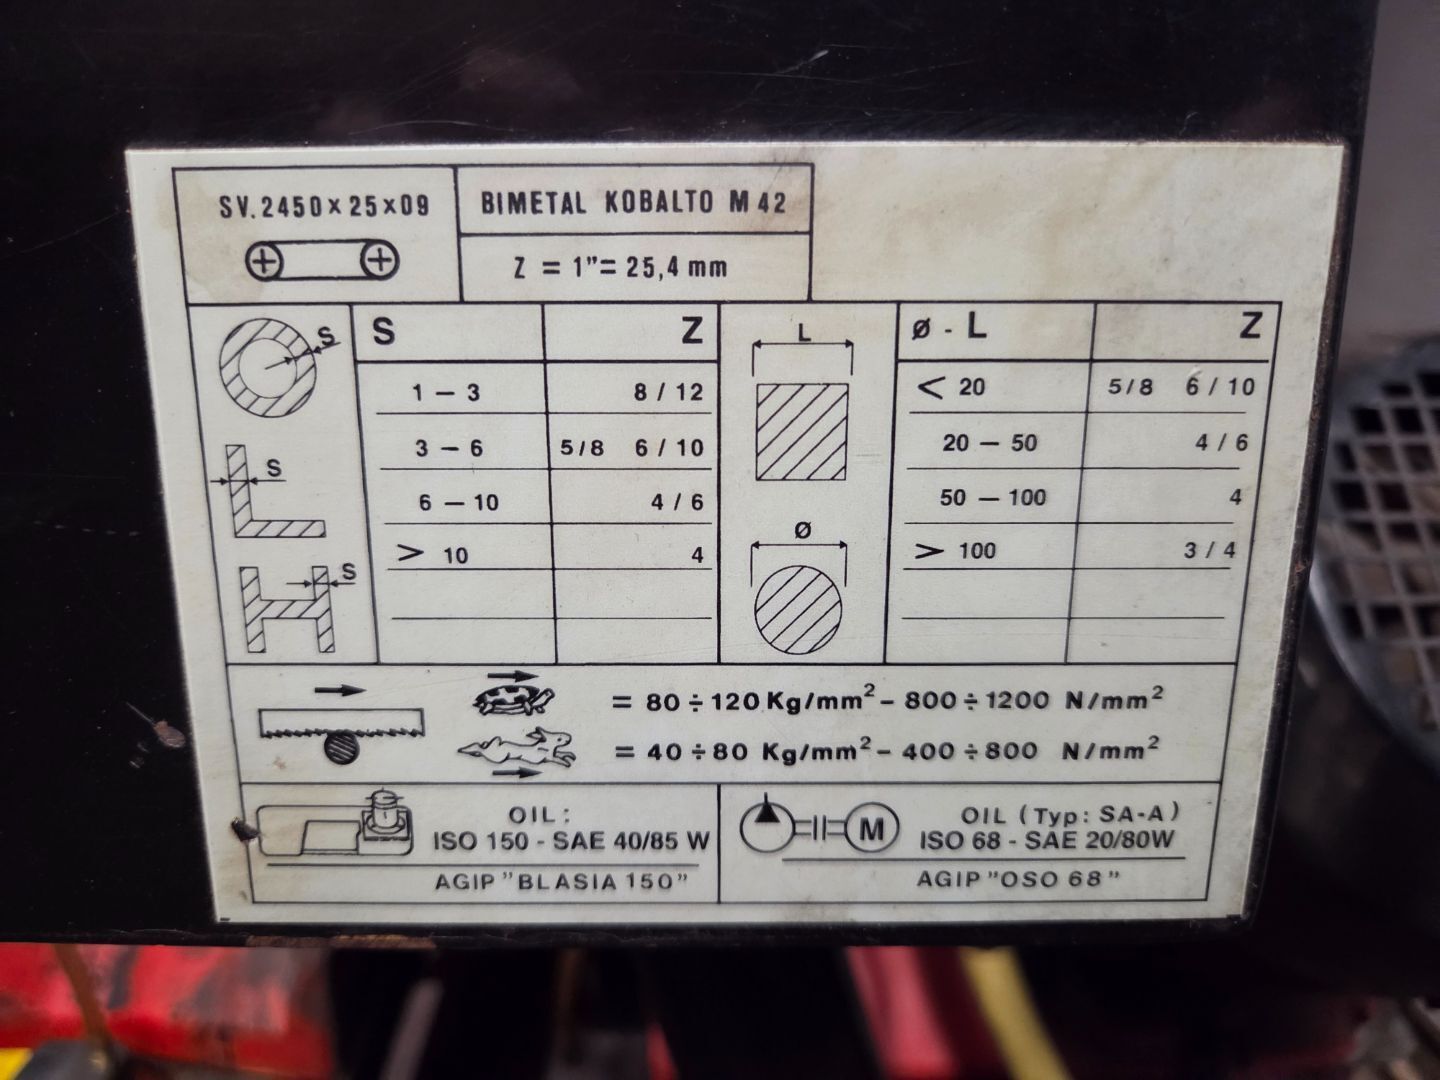 SV. 2450 x 25 x 09
BIMETAL KOBALTO M 42
Z = 1" = 25,4 mm
S Z
1 – 3 8 / 12
3 – 6 5/8 6 / 10
6 – 10 4 / 6
> 10 4
S
S
S
L
Ø
Ø - L Z
< 20 5/8 6 / 10
20 – 50 4 / 6
50 – 100 4
> 100 3 / 4
= 80 ÷ 120 Kg/mm² – 800 ÷ 1200 N/mm²
= 40 ÷ 80 Kg/mm² – 400 ÷ 800 N/mm²
OIL:
ISO 150 - SAE 40/85 W
AGIP "BLASIA 150"
M
OIL (Typ: SA-A)
ISO 68 - SAE 20/80W
AGIP "OSO 68"